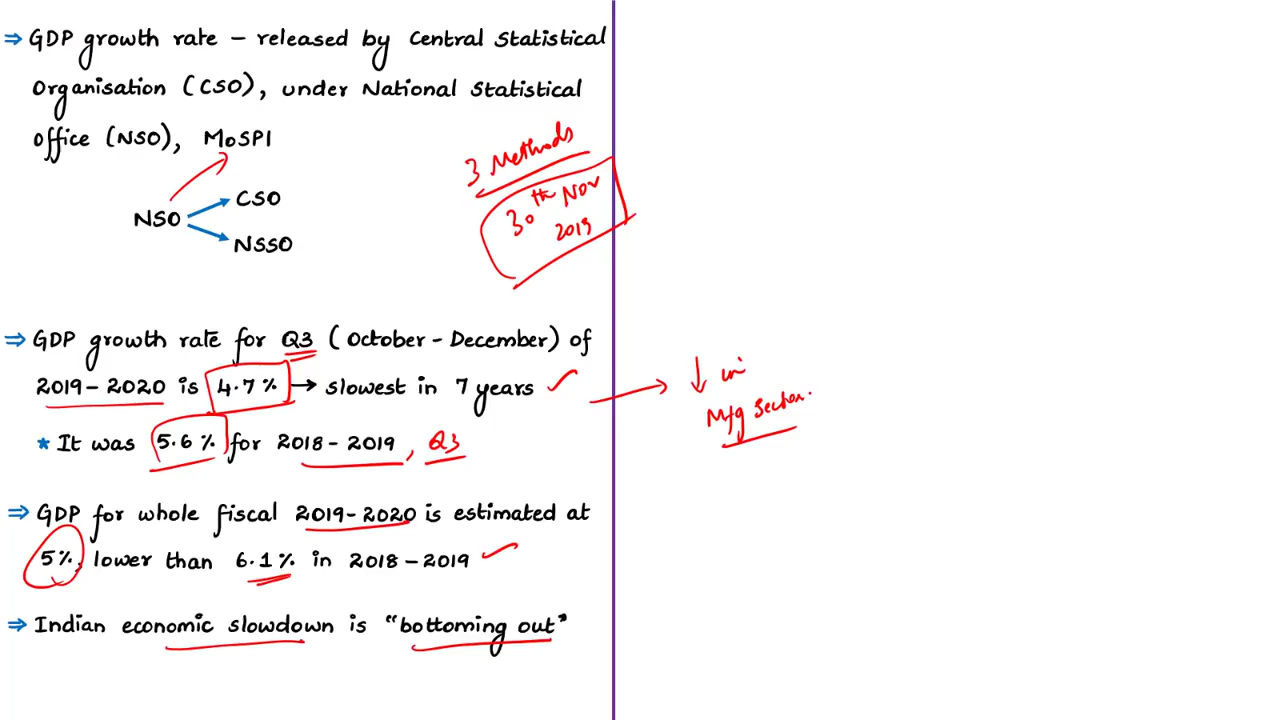 ⇒ GDP growth rate – released by Central Statistical
Organisation (CSO), under National Statistical
office (NSO), MoSPI
3 Methods
30th Nov
2019
CSO
NSO
NSSO
⇒ GDP growth rate for Q3 (October - December) of
2019 - 2020 is 4.7% → slowest in 7 years ✓
* It was 5.6% for 2018 - 2019, Q3
↓ in
Mfg Sector.
⇒ GDP for whole fiscal 2019 - 2020 is estimated at
5%, lower than 6.1% in 2018 - 2019 ✓
⇒ Indian economic slowdown is "bottoming out"